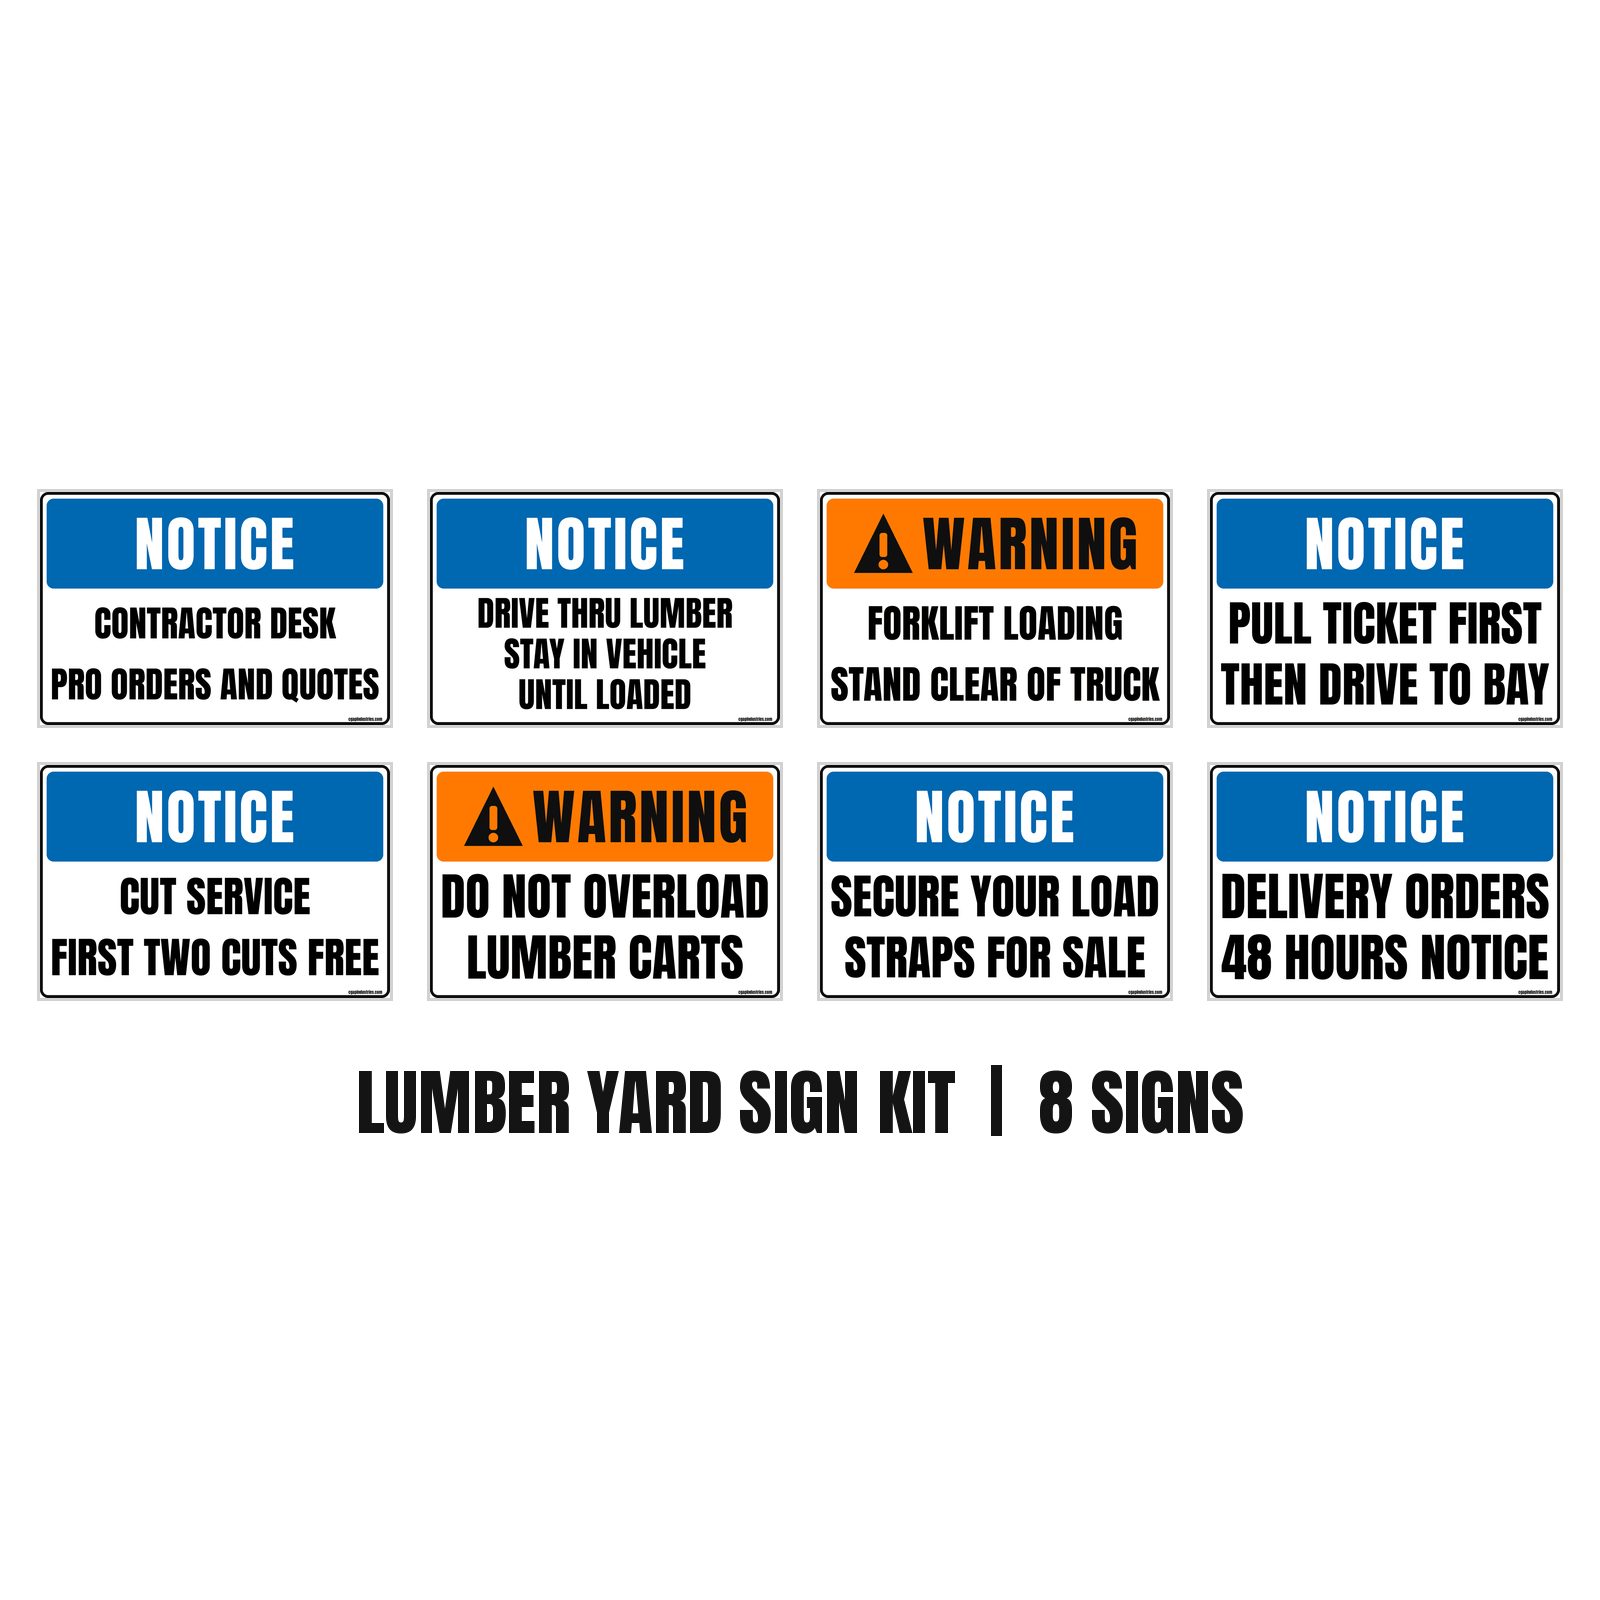 NOTICE
CONTRACTOR DESK
PRO ORDERS AND QUOTES
cgaplindustries.com
NOTICE
DRIVE THRU LUMBER
STAY IN VEHICLE
UNTIL LOADED
WARNING
FORKLIFT LOADING
STAND CLEAR OF TRUCK
NOTICE
PULL TICKET FIRST
THEN DRIVE TO BAY
NOTICE
CUT SERVICE
FIRST TWO CUTS FREE
WARNING
DO NOT OVERLOAD
LUMBER CARTS
NOTICE
SECURE YOUR LOAD
STRAPS FOR SALE
NOTICE
DELIVERY ORDERS
48 HOURS NOTICE
LUMBER YARD SIGN KIT | 8 SIGNS